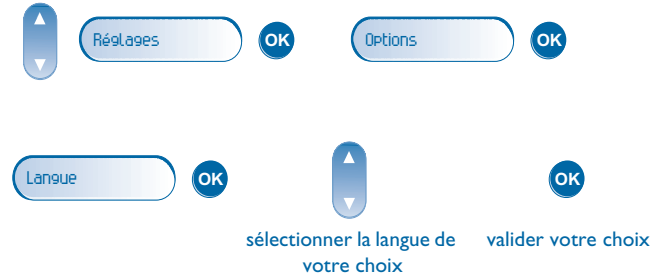 Réglages OK Options OK
Langue OK OK
sélectionner la langue de valider votre choix
votre choix